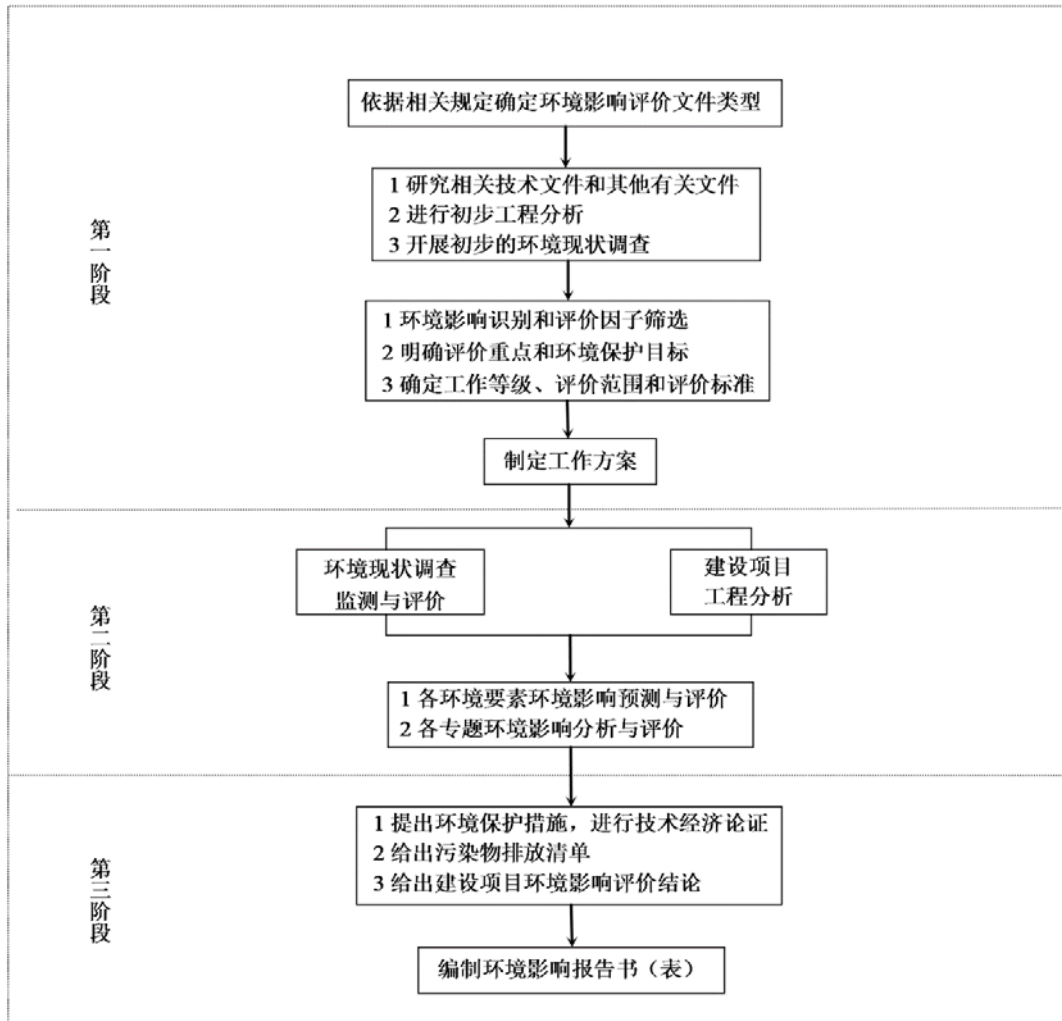 依据相关规定确定环境影响评价文件类型
1 研究相关技术文件和其他有关文件
2 进行初步工程分析
3 开展初步的环境现状调查
第一阶段
1 环境影响识别和评价因子筛选
2 明确评价重点和环境保护目标
3 确定工作等级、评价范围和评价标准
制定工作方案
环境现状调查
监测与评价
建设项目
工程分析
第二阶段
1 各环境要素环境影响预测与评价
2 各专题环境影响分析与评价
1 提出环境保护措施，进行技术经济论证
2 给出污染物排放清单
3 给出建设项目环境影响评价结论
第三阶段
编制环境影响报告书（表）